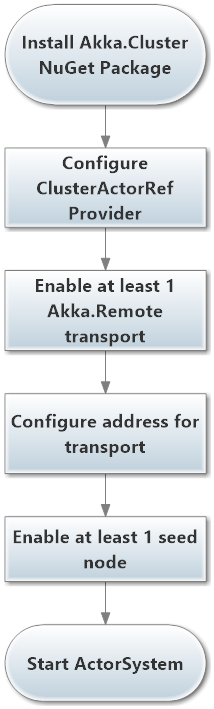 Install Akka.Cluster
NuGet Package
Configure
ClusterActorRef
Provider
Enable at least 1
Akka.Remote
transport
Configure address for
transport
Enable at least 1 seed
node
Start ActorSystem